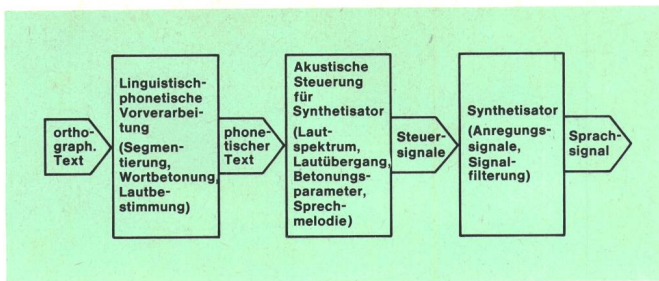 ortho-
graph.
Text
Linguistisch-
phonetische
Vorverarbei-
tung
(Segmen-
tierung,
Wortbetonung,
Lautbe-
stimmung)
phone-
tischer
Text
Akustische
Steuerung
für
Synthetisator
(Laut-
spektrum,
Lautübergang,
Betonungs-
parameter,
Sprech-
melodie)
Steuer-
signale
Synthetisator
(Anregungs-
signale,
Signal-
filterung)
Sprach-
signal